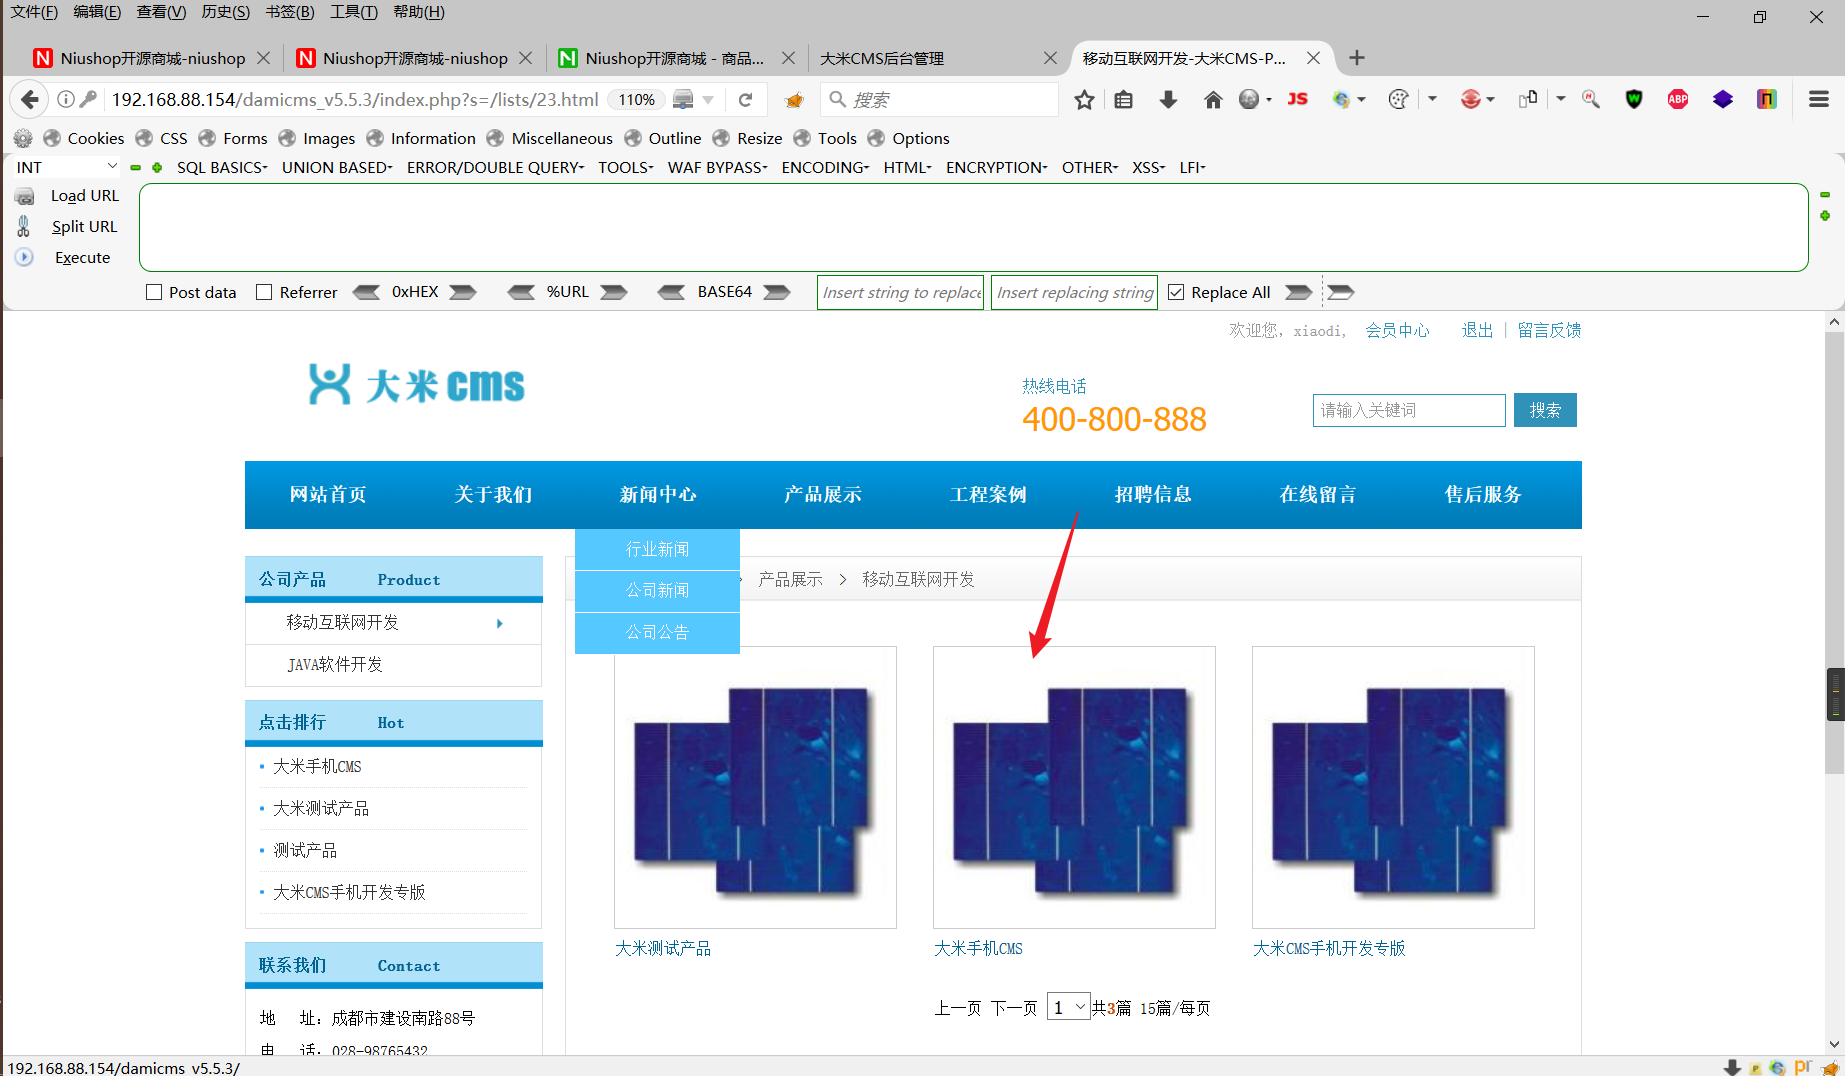 文件(F) 编辑(E) 查看(V) 历史(S) 书签(B) 工具(T) 帮助(H)
Niushop开源商城-niushop Niushop开源商城-niushop Niushop开源商城 - 商品... 大米CMS后台管理 移动互联网开发-大米CMS-P...
192.168.88.154/damicms_v5.5.3/index.php?s=/lists/23.html 110% 搜索 JS ABP
Cookies CSS Forms Images Information Miscellaneous Outline Resize Tools Options
INT SQL BASICS UNION BASED ERROR/DOUBLE QUERY TOOLS WAF BYPASS ENCODING HTML ENCRYPTION OTHER XSS LFI
Load URL
Split URL
Execute
Post data Referrer 0xHEX %URL BASE64 Insert string to replace Insert replacing string Replace All
欢迎您, xiaodi, 会员中心 退出 | 留言反馈
大米cms
热线电话
400-800-888
请输入关键词 搜索
网站首页 关于我们 新闻中心 产品展示 工程案例 招聘信息 在线留言 售后服务
行业新闻
公司新闻
公司公告
产品展示 > 移动互联网开发
公司产品 Product
移动互联网开发
JAVA软件开发
点击排行 Hot
大米手机CMS
大米测试产品
测试产品
大米CMS手机开发专版
联系我们 Contact
地 址：成都市建设南路88号
电 话：028-98765432
大米测试产品 大米手机CMS 大米CMS手机开发专版
上一页 下一页 1 共3篇 15篇/每页
192.168.88.154/damicms_v5.5.3/